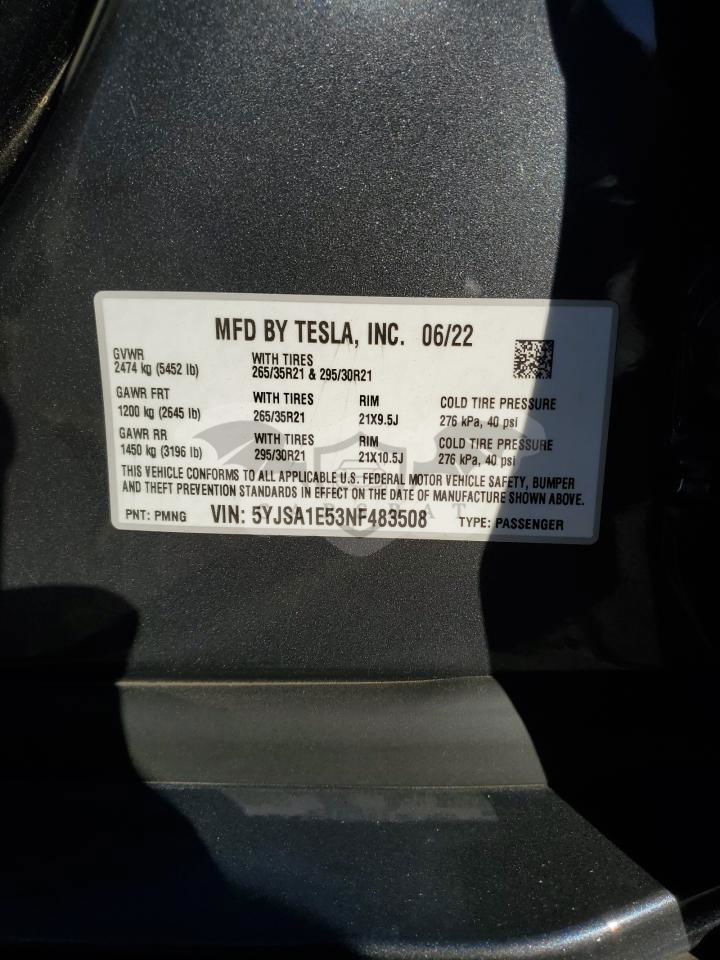 MFD BY TESLA, INC. 06/22
GVWR
2474 kg (5452 lb)
WITH TIRES
265/35R21 & 295/30R21
GAWR FRT
1200 kg (2645 lb)
WITH TIRES
265/35R21
RIM
21X9.5J
COLD TIRE PRESSURE
276 kPa, 40 psi
GAWR RR
1450 kg (3196 lb)
WITH TIRES
295/30R21
RIM
21X10.5J
COLD TIRE PRESSURE
276 kPa, 40 psi
THIS VEHICLE CONFORMS TO ALL APPLICABLE U.S. FEDERAL MOTOR VEHICLE SAFETY, BUMPER
AND THEFT PREVENTION STANDARDS IN EFFECT ON THE DATE OF MANUFACTURE SHOWN ABOVE.
PNT: PMNG VIN: 5YJSA1E53NF483508 TYPE: PASSENGER